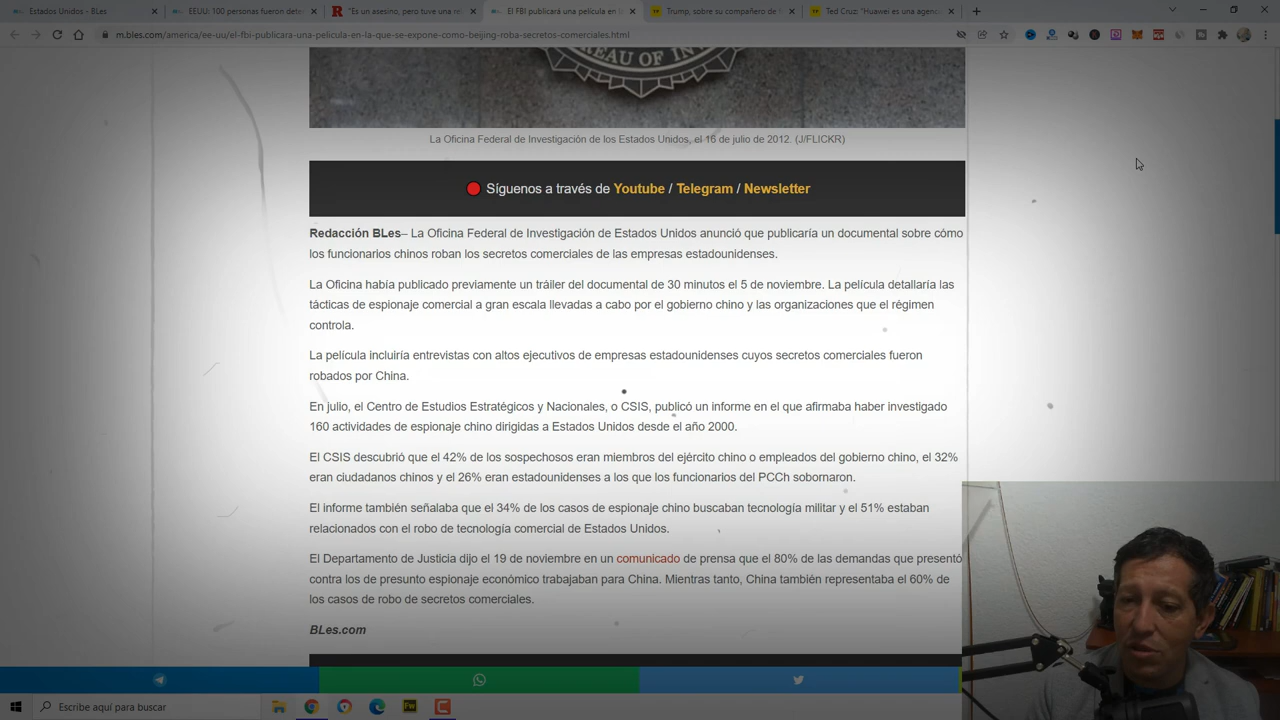 Estados Unidos - BLes
EEUU: 100 personas fueron dete
"Es un asesino, pero tuve una re
El FBI publicará una película en l
Trump, sobre su compañero de
Ted Cruz: "Huawei es una agenc
m.bles.com/america/ee-uu/el-fbi-publicara-una-pelicula-en-la-que-se-expone-como-beijing-roba-secretos-comerciales.html
EAU OF IN
La Oficina Federal de Investigación de los Estados Unidos, el 16 de julio de 2012. (J/FLICKR)
Síguenos a través de Youtube / Telegram / Newsletter
Redacción BLes– La Oficina Federal de Investigación de Estados Unidos anunció que publicaría un documental sobre cómo
los funcionarios chinos roban los secretos comerciales de las empresas estadounidenses.
La Oficina había publicado previamente un tráiler del documental de 30 minutos el 5 de noviembre. La película detallaría las
tácticas de espionaje comercial a gran escala llevadas a cabo por el gobierno chino y las organizaciones que el régimen
controla.
La película incluiría entrevistas con altos ejecutivos de empresas estadounidenses cuyos secretos comerciales fueron
robados por China.
En julio, el Centro de Estudios Estratégicos y Nacionales, o CSIS, publicó un informe en el que afirmaba haber investigado
160 actividades de espionaje chino dirigidas a Estados Unidos desde el año 2000.
El CSIS descubrió que el 42% de los sospechosos eran miembros del ejército chino o empleados del gobierno chino, el 32%
eran ciudadanos chinos y el 26% eran estadounidenses a los que los funcionarios del PCCh sobornaron.
El informe también señalaba que el 34% de los casos de espionaje chino buscaban tecnología militar y el 51% estaban
relacionados con el robo de tecnología comercial de Estados Unidos.
El Departamento de Justicia dijo el 19 de noviembre en un comunicado de prensa que el 80% de las demandas que presentó
contra los de presunto espionaje económico trabajaban para China. Mientras tanto, China también representaba el 60% de
los casos de robo de secretos comerciales.
BLes.com
Escribe aquí para buscar
Fw